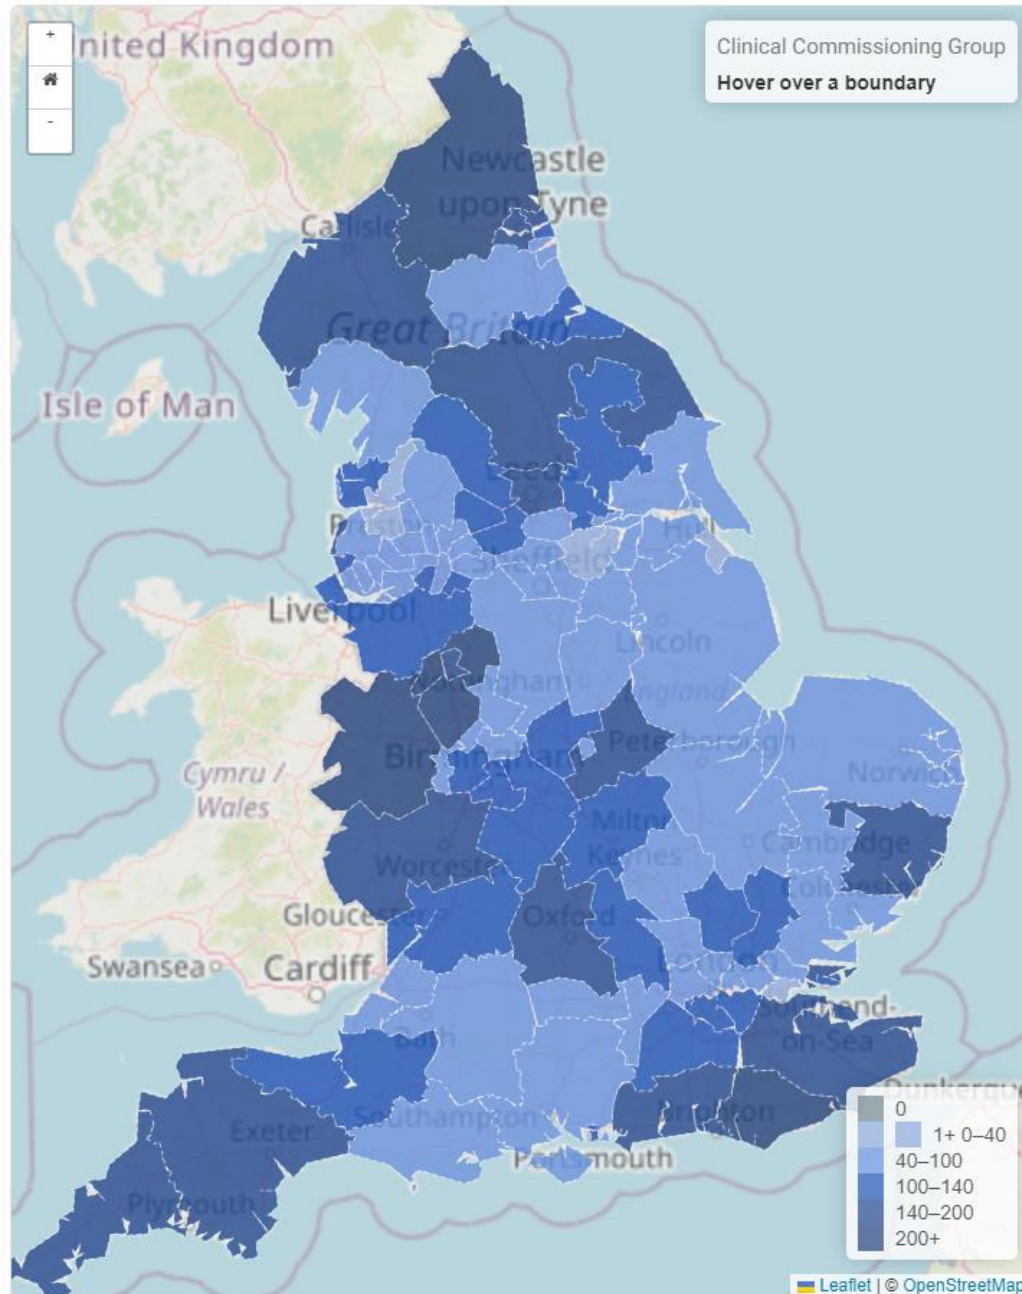 +
-
United Kingdom
Clinical Commissioning Group
Hover over a boundary
Newcastle
upon Tyne
Carlisle
Great Britain
Isle of Man
Leeds
Preston
Hull
Sheffield
Liverpool
Lincoln
Nottingham
England
Birmingham
Peterborough
Cymru /
Wales
Norwich
Milton
Keynes
Cambridge
Worcester
Colchester
Gloucester
Oxford
Swansea
Cardiff
London
Southend-
on-Sea
Bath
Dunkerque
Southampton
Brighton
Exeter
Portsmouth
Plymouth
0
1+ 0–40
40–100
100–140
140–200
200+
Leaflet | © OpenStreetMap